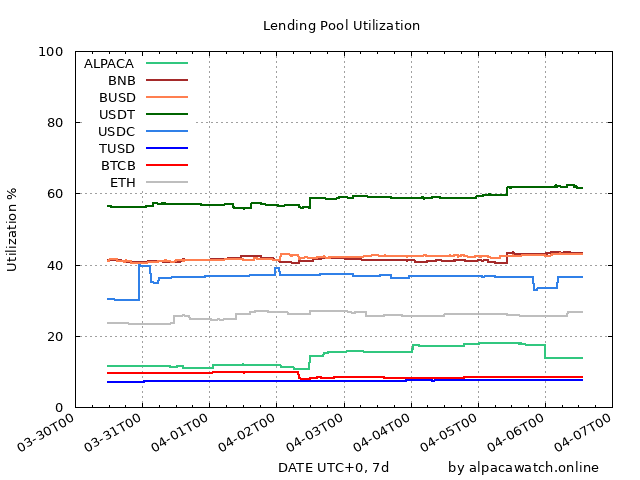 Lending Pool Utilization
100
80
60
40
20
0
Utilization %
ALPACA
BNB
BUSD
USDT
USDC
TUSD
BTCB
ETH
03-30T00
03-31T00
04-01T00
04-02T00
04-03T00
04-04T00
04-05T00
04-06T00
04-07T00
DATE UTC+0, 7d
by alpacawatch.online